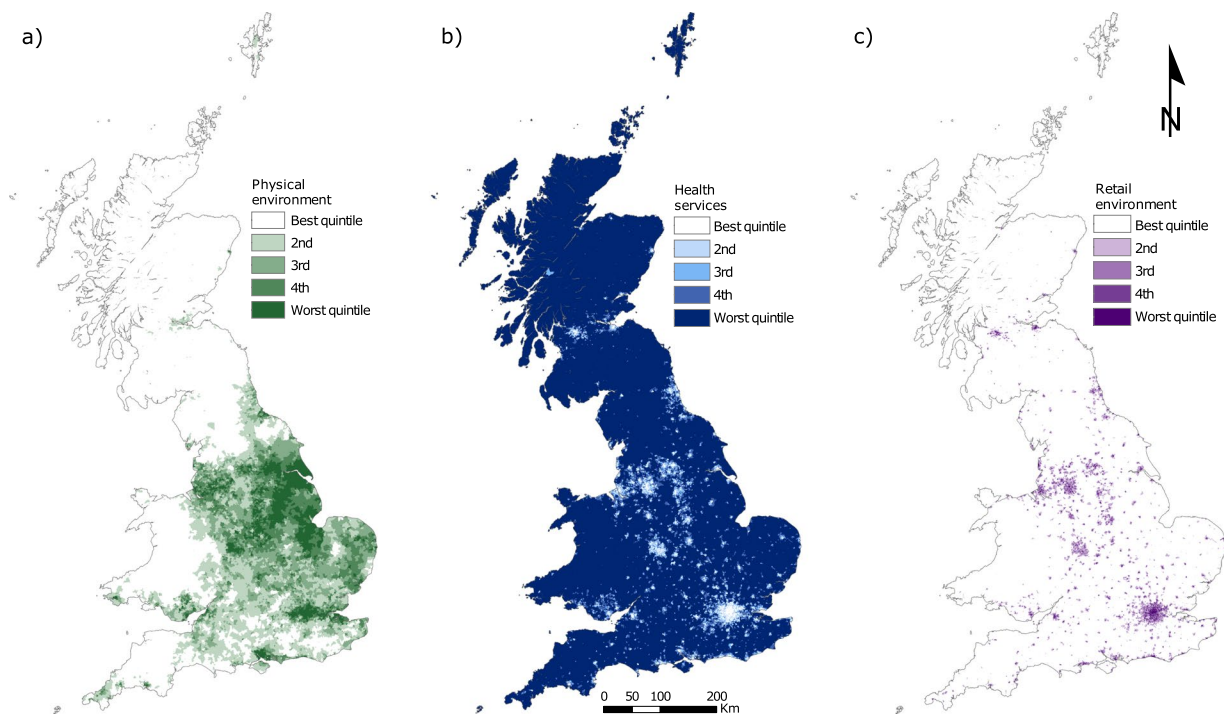 a)
b)
c)
N
Physical
environment
Best quintile
2nd
3rd
4th
Worst quintile
Health
services
Best quintile
2nd
3rd
4th
Worst quintile
Retail
environment
Best quintile
2nd
3rd
4th
Worst quintile
0 50 100 200
Km